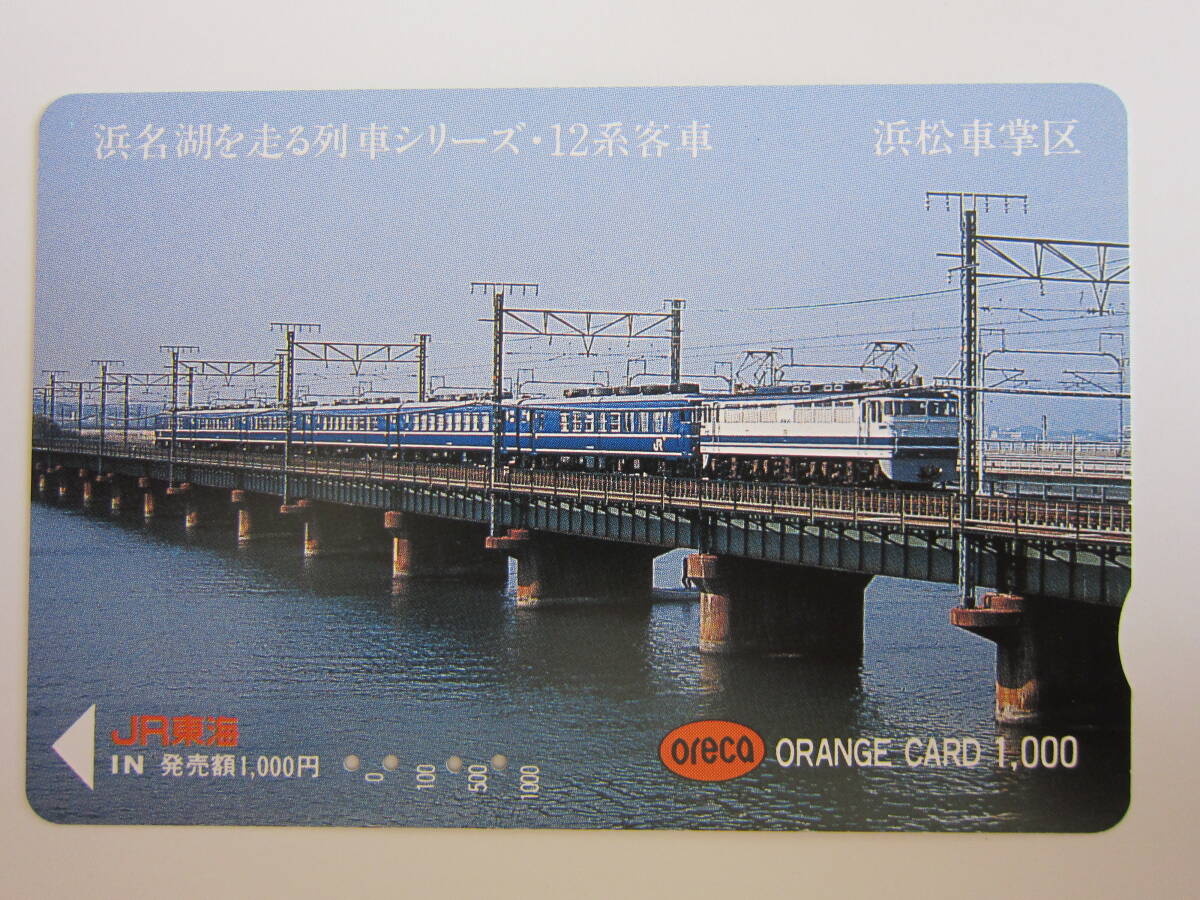 浜名湖を走る列車シリーズ・12系客車 浜松車掌区
JR
JR東海
IN 発売額1,000円
0 100 500 1000
oreca ORANGE CARD 1,000